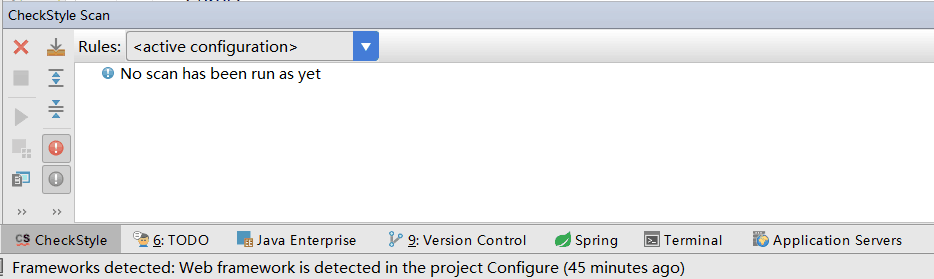 CheckStyle Scan
Rules: <active configuration>
No scan has been run as yet
CS CheckStyle 6: TODO Java Enterprise 9: Version Control Spring Terminal Application Servers
Frameworks detected: Web framework is detected in the project Configure (45 minutes ago)